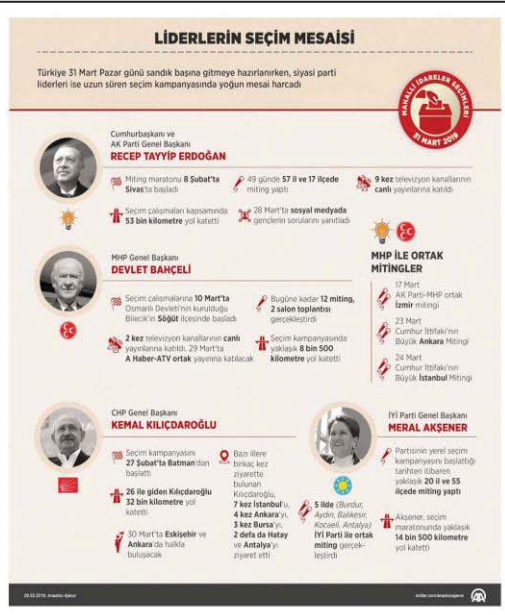 LİDERLERİN SEÇİM MESAİSİ
Türkiye 31 Mart Pazar günü sandık başına gitmeye hazırlanırken, siyasi parti
liderleri ise uzun süren seçim kampanyasında yoğun mesai harcadı
MAHALLİ İDARELER SEÇİMLERİ
31 MART 2019
Cumhurbaşkanı ve
AK Parti Genel Başkanı
RECEP TAYYİP ERDOĞAN
Miting maratonu 8 Şubat'ta
Sivas'ta başladı
49 günde 57 il ve 17 ilçede
miting yaptı
9 kez televizyon kanallarının
canlı yayınlarına katıldı
Seçim çalışmaları kapsamında
53 bin kilometre yol katetti
28 Mart'ta sosyal medyada
gençlerin sorularını yanıtladı
MHP Genel Başkanı
DEVLET BAHÇELİ
Seçim çalışmalarına 10 Mart'ta
Osmanlı Devleti'nin kurulduğu
Bilecik'in Söğüt ilçesinde başladı
Bugüne kadar 12 miting,
2 salon toplantısı
gerçekleştirdi
2 kez televizyon kanallarının canlı
yayınlarına katıldı. 29 Mart'ta
A Haber-ATV ortak yayınına katılacak
Seçim kampanyasında
yaklaşık 8 bin 500
kilometre yol katetti
MHP İLE ORTAK
MİTİNGLER
17 Mart
AK Parti-MHP ortak
İzmir mitingi
23 Mart
Cumhur İttifakı'nın
Büyük Ankara Mitingi
24 Mart
Cumhur İttifakı'nın
Büyük İstanbul Mitingi
CHP Genel Başkanı
KEMAL KILIÇDAROĞLU
Seçim kampanyasını
27 Şubat'ta Batman'dan
başlattı
26 ile giden Kılıçdaroğlu
32 bin kilometre yol
katetti
30 Mart'ta Eskişehir ve
Ankara'da halkla
buluşacak
Bazı illere
birkaç kez
ziyarette
bulunan
Kılıçdaroğlu,
7 kez İstanbul'u,
4 kez Ankara'yı,
3 kez Bursa'yı,
2 defa da Hatay
ve Antalya'yı
ziyaret etti
İYİ Parti Genel Başkanı
MERAL AKŞENER
Partisinin yerel seçim
kampanyasını başlattığı
tarihten itibaren
yaklaşık 20 il ve 55
ilçede miting yaptı
5 ilde (Burdur,
Aydın, Balıkesir,
Kocaeli, Antalya)
İYİ Parti ile ortak
miting gerçek-
leştirdi
Akşener, seçim
maratonunda yaklaşık
14 bin 500 kilometre
yol katetti